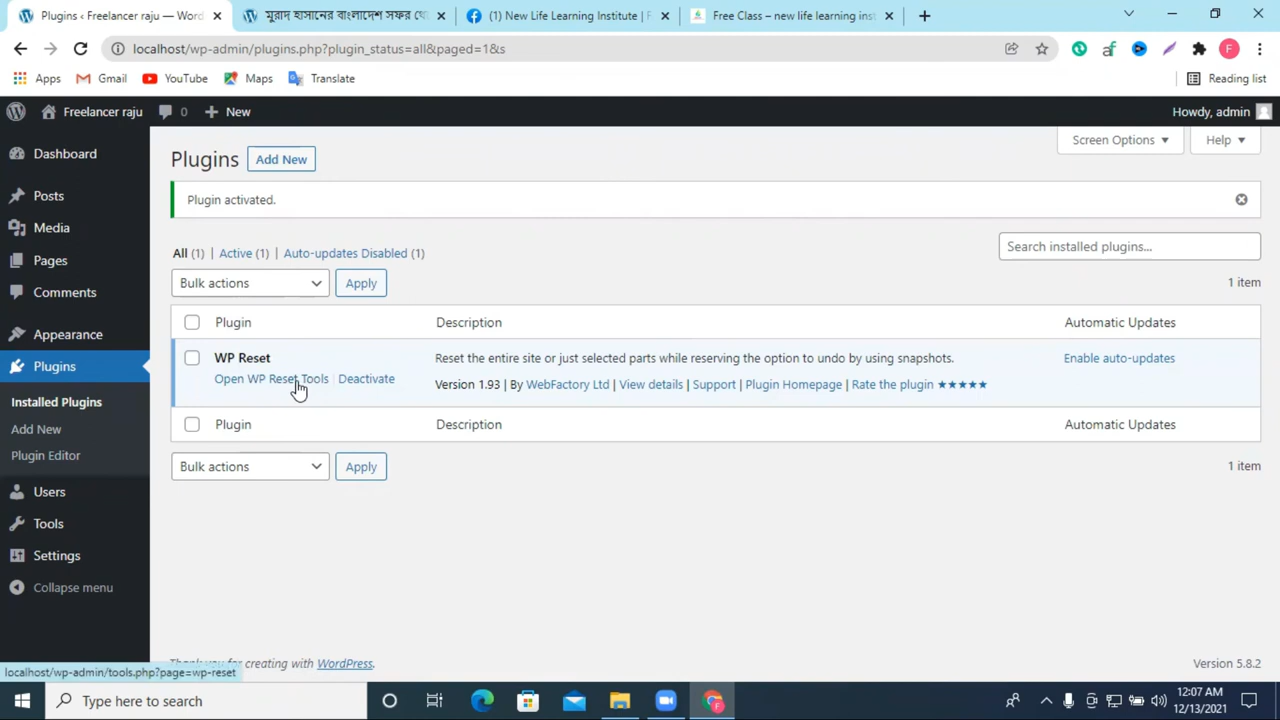 Plugins ‹ Freelancer raju — Word
মুরাদ হাসানের বাংলাদেশ সফর থে
(1) New Life Learning Institute | F
Free Class – new life learning inst
localhost/wp-admin/plugins.php?plugin_status=all&paged=1&s
F
Apps Gmail YouTube Maps Translate Reading list
Freelancer raju 0 New Howdy, admin
Dashboard
Posts
Media
Pages
Comments
Appearance
Plugins
Installed Plugins
Add New
Plugin Editor
Users
Tools
Settings
Collapse menu
Screen Options Help
Plugins Add New
Plugin activated.
All (1) | Active (1) | Auto-updates Disabled (1)
Search installed plugins...
Bulk actions Apply 1 item
Plugin Description Automatic Updates
WP Reset Reset the entire site or just selected parts while reserving the option to undo by using snapshots. Enable auto-updates
Open WP Reset Tools | Deactivate Version 1.93 | By WebFactory Ltd | View details | Support | Plugin Homepage | Rate the plugin ★★★★★
Plugin Description Automatic Updates
Bulk actions Apply 1 item
Thank you for creating with WordPress. Version 5.8.2
localhost/wp-admin/tools.php?page=wp-reset
Type here to search
12:07 AM
12/13/2021